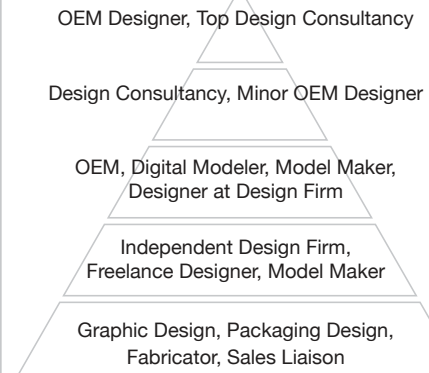 OEM Designer, Top Design Consultancy
Design Consultancy, Minor OEM Designer
OEM, Digital Modeler, Model Maker,
Designer at Design Firm
Independent Design Firm,
Freelance Designer, Model Maker
Graphic Design, Packaging Design,
Fabricator, Sales Liaison